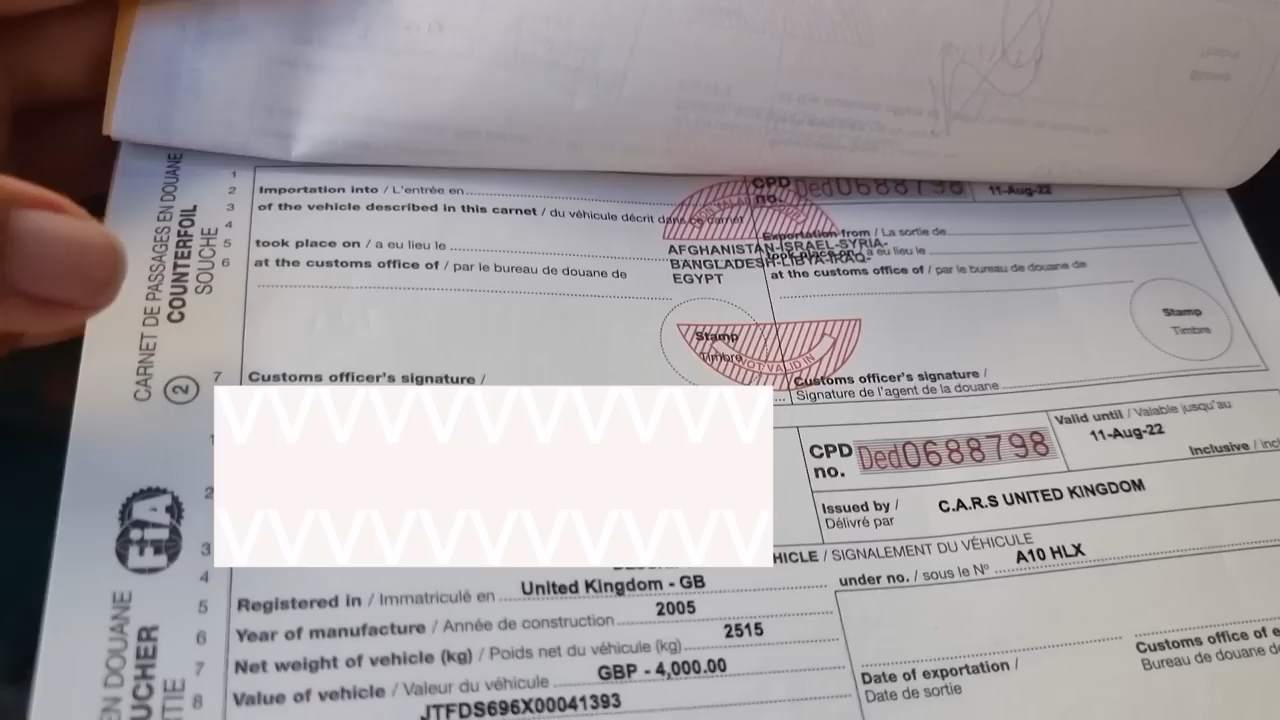 CARNET DE PASSAGES EN DOUANE
COUNTERFOIL
SOUCHE
2
1
2 Importation into / L'entrée en
3 of the vehicle described in this carnet / du véhicule décrit dans ce carnet
4
5 took place on / a eu lieu le
6 at the customs office of / par le bureau de douane de
7 Customs officer's signature /
CPD no. Ded0688798 11-Aug-22
AFGHANISTAN-ISRAEL-SYRIA-
BANGLADESH-LIBYA-IRAQ-
EGYPT
Exportation from / La sortie de
took place on / a eu lieu le
at the customs office of / par le bureau de douane de
Stamp
Timbre
NOT VALID IN
Stamp
Timbre
Customs officer's signature /
Signature de l'agent de la douane
FIA
EN DOUANE
UCHER
TIE
1
2
3
CPD no. Ded0688798
Valid until / Valable jusqu'au
11-Aug-22
Inclusive / incl
Issued by / C.A.R.S UNITED KINGDOM
Délivré par
HICLE / SIGNALEMENT DU VÉHICULE
4
5 Registered in / Immatriculé en United Kingdom - GB
under no. / sous le N° A10 HLX
6 Year of manufacture / Année de construction 2005
7 Net weight of vehicle (kg) / Poids net du véhicule (kg) 2515
8 Value of vehicle / Valeur du véhicule GBP - 4,000.00
JTFDS696X00041393
Date of exportation /
Date de sortie
Customs office of e
Bureau de douane de